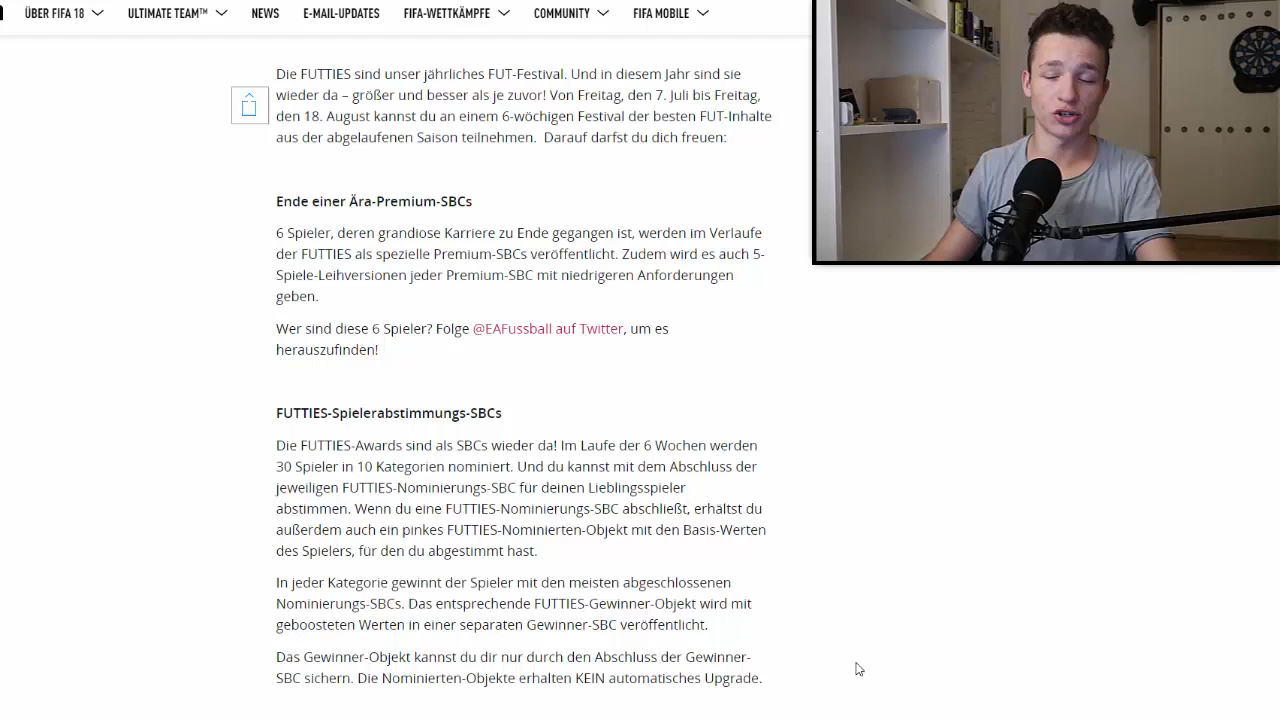 ÜBER FIFA 18 ULTIMATE TEAM™ NEWS E-MAIL-UPDATES FIFA-WETTKÄMPFE COMMUNITY FIFA MOBILE
Die FUTTIES sind unser jährliches FUT-Festival. Und in diesem Jahr sind sie
wieder da – größer und besser als je zuvor! Von Freitag, den 7. Juli bis Freitag,
den 18. August kannst du an einem 6-wöchigen Festival der besten FUT-Inhalte
aus der abgelaufenen Saison teilnehmen. Darauf darfst du dich freuen:
Ende einer Ära-Premium-SBCs
6 Spieler, deren grandiose Karriere zu Ende gegangen ist, werden im Verlaufe
der FUTTIES als spezielle Premium-SBCs veröffentlicht. Zudem wird es auch 5-
Spiele-Leihversionen jeder Premium-SBC mit niedrigeren Anforderungen
geben.
Wer sind diese 6 Spieler? Folge @EAFussball auf Twitter, um es
herauszufinden!
FUTTIES-Spielerabstimmungs-SBCs
Die FUTTIES-Awards sind als SBCs wieder da! Im Laufe der 6 Wochen werden
30 Spieler in 10 Kategorien nominiert. Und du kannst mit dem Abschluss der
jeweiligen FUTTIES-Nominierungs-SBC für deinen Lieblingsspieler
abstimmen. Wenn du eine FUTTIES-Nominierungs-SBC abschließt, erhältst du
außerdem auch ein pinkes FUTTIES-Nominierten-Objekt mit den Basis-Werten
des Spielers, für den du abgestimmt hast.
In jeder Kategorie gewinnt der Spieler mit den meisten abgeschlossenen
Nominierungs-SBCs. Das entsprechende FUTTIES-Gewinner-Objekt wird mit
geboosteten Werten in einer separaten Gewinner-SBC veröffentlicht.
Das Gewinner-Objekt kannst du dir nur durch den Abschluss der Gewinner-
SBC sichern. Die Nominierten-Objekte erhalten KEIN automatisches Upgrade.